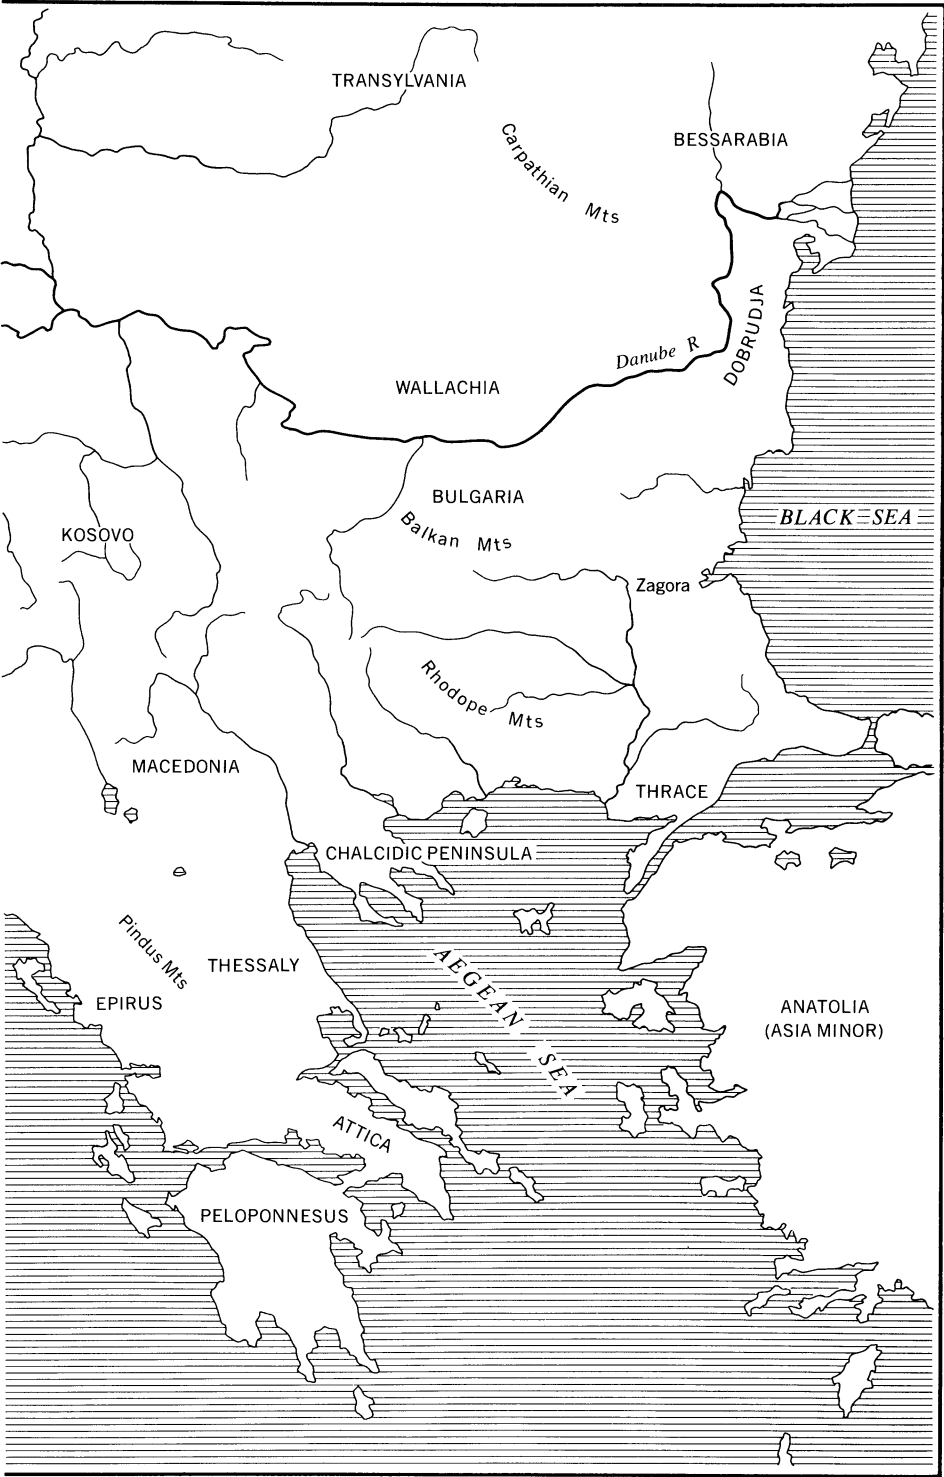 TRANSYLVANIA
Carpathian Mts
BESSARABIA
DOBRUDJA
Danube R
WALLACHIA
BULGARIA
BLACK SEA
KOSOVO
Balkan Mts
Zagora
Rhodope Mts
MACEDONIA
THRACE
CHALCIDIC PENINSULA
Pindus Mts
THESSALY
AEGEAN SEA
EPIRUS
ANATOLIA
(ASIA MINOR)
ATTICA
PELOPONNESUS